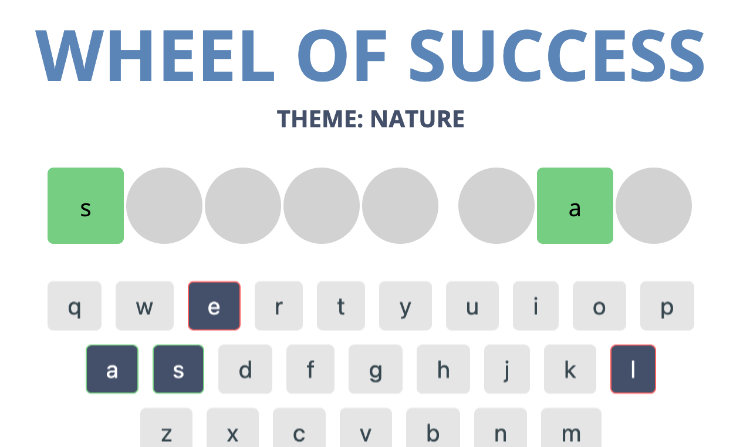 WHEEL OF SUCCESS
THEME: NATURE
s a
q w e r t y u i o p
a s d f g h j k l
z x c v b n m